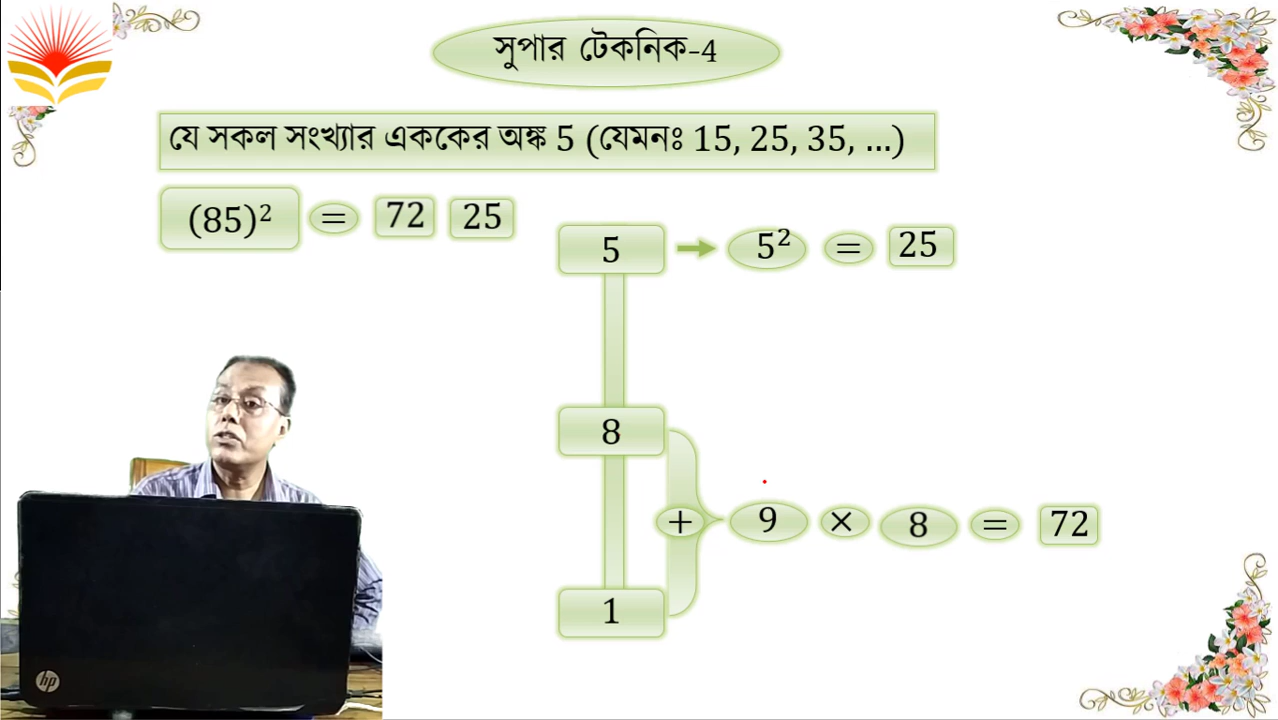 সুপার টেকনিক-4
যে সকল সংখ্যার এককের অঙ্ক 5 (যেমনঃ 15, 25, 35, ...)
(85)² = 72 25
5 → 5² = 25
8
+ 9 × 8 = 72
1
hp